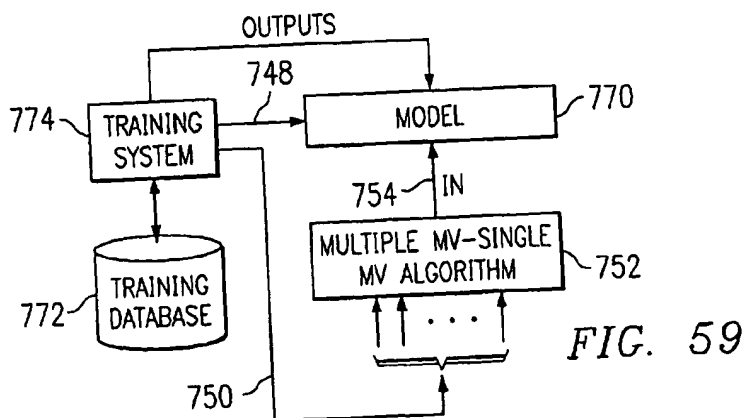 OUTPUTS
748
774
TRAINING
SYSTEM
MODEL
770
754
IN
MULTIPLE MV-SINGLE
MV ALGORITHM
752
772
TRAINING
DATABASE
. . .
750
FIG. 59